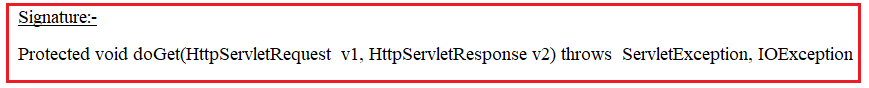 Signature:-
Protected void doGet(HttpServletRequest v1, HttpServletResponse v2) throws ServletException, IOException